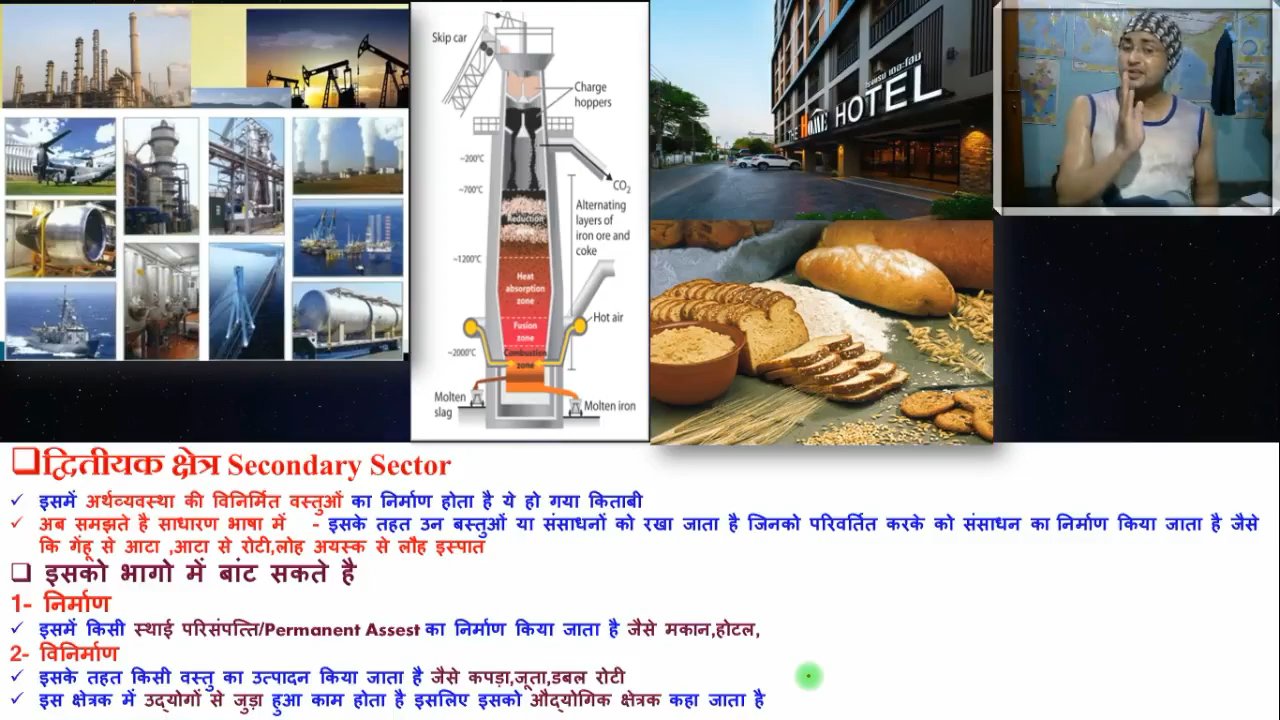 Skip car
Charge
hoppers
~200°C
CO2
~700°C
Alternating
layers of
iron ore and
coke
Reduction
~1200°C
Heat
absorption
zone
Hot air
Fusion
zone
~2000°C
Combustion
zone
Molten
slag
Molten iron
THE HOME HOTEL
❑द्वितीयक क्षेत्र Secondary Sector
✓ इसमें अर्थव्यवस्था की विनिर्मित वस्तुओं का निर्माण होता है ये हो गया किताबी
✓ अब समझते है साधारण भाषा में - इसके तहत उन बस्तुओं या संसाधनों को रखा जाता है जिनको परिवर्तित करके को संसाधन का निर्माण किया जाता है जैसे
कि गेंहू से आटा ,आटा से रोटी,लोह अयस्क से लौह इस्पात
❑ इसको भागो में बांट सकते है
1- निर्माण
✓ इसमें किसी स्थाई परिसंपत्ति/Permanent Assest का निर्माण किया जाता है जैसे मकान,होटल,
2- विनिर्माण
✓ इसके तहत किसी वस्तु का उत्पादन किया जाता है जैसे कपड़ा,जूता,डबल रोटी
✓ इस क्षेत्रक में उद्योगों से जुड़ा हुआ काम होता है इसलिए इसको औद्योगिक क्षेत्रक कहा जाता है